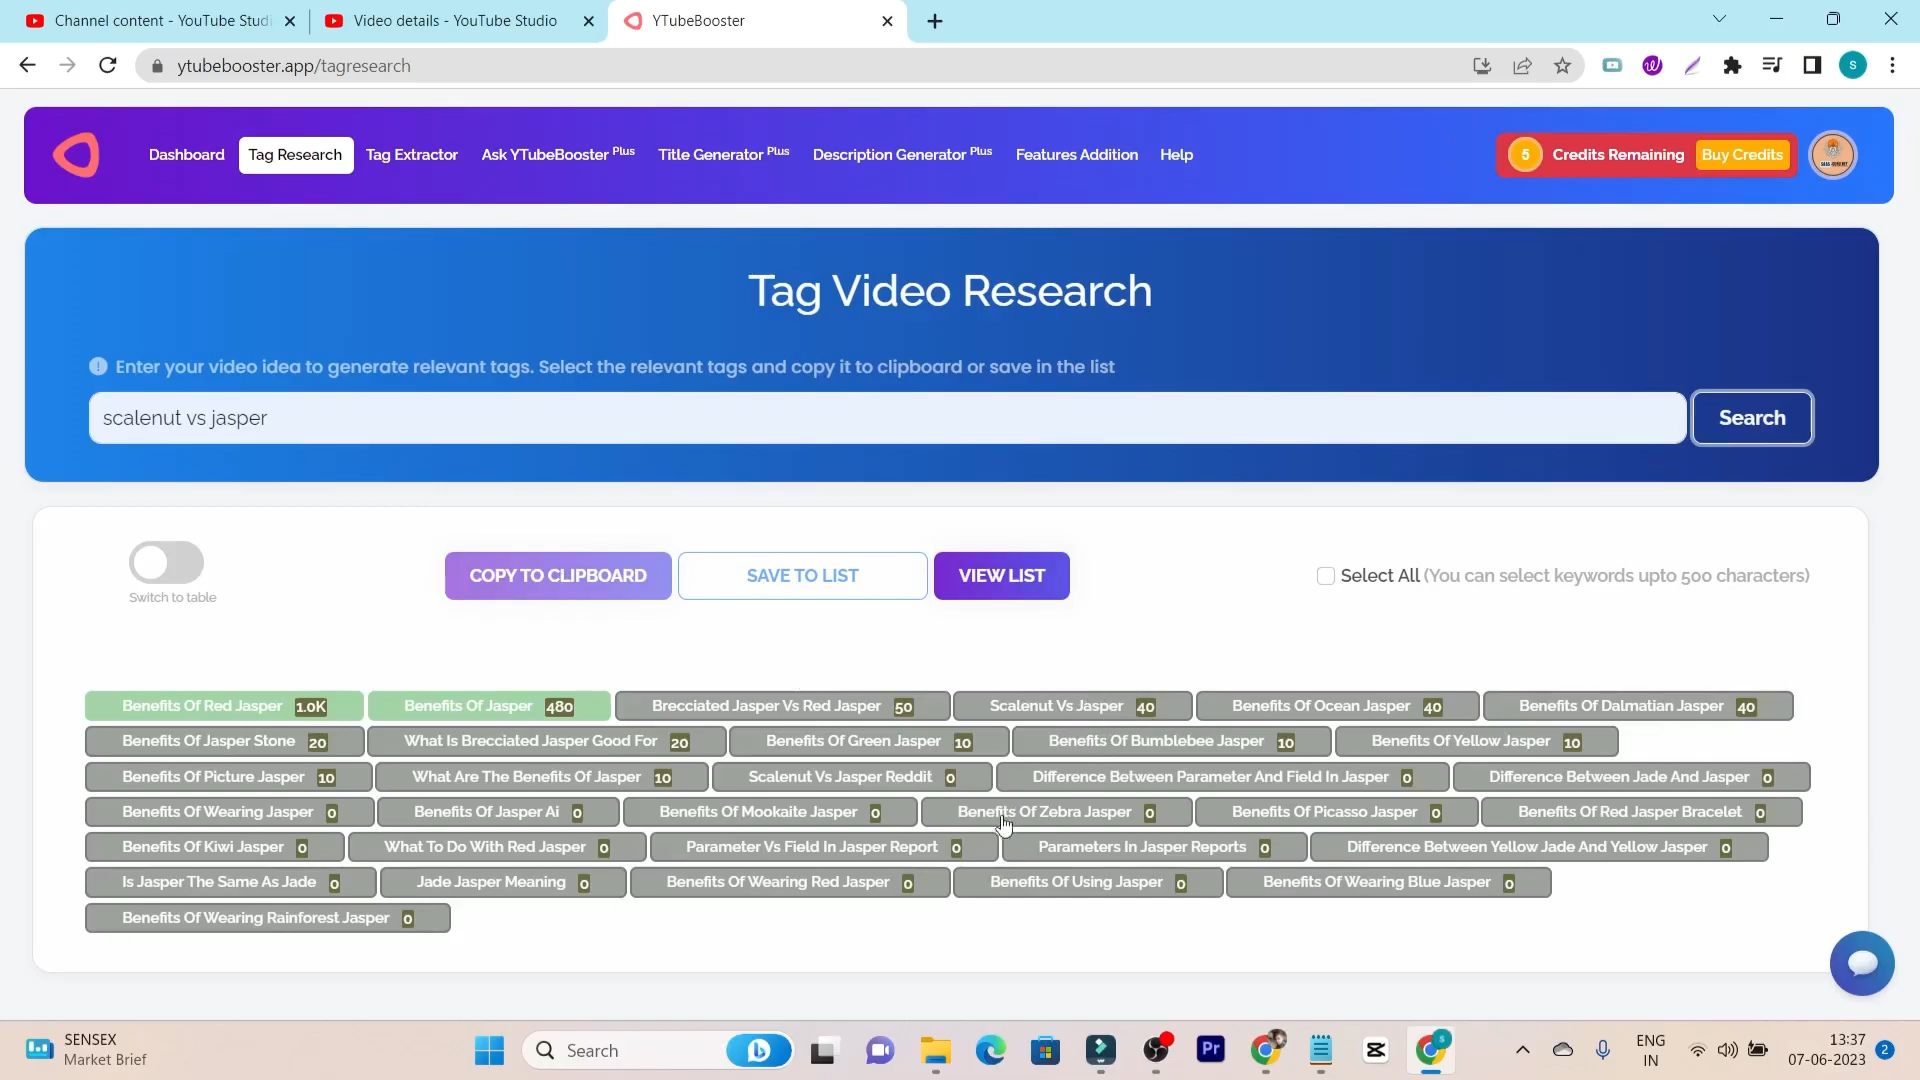 Channel content - YouTube Studi
Video details - YouTube Studio
YTubeBooster
ytubebooster.app/tagresearch
S
Dashboard
Tag Research
Tag Extractor
Ask YTubeBooster Plus
Title Generator Plus
Description Generator Plus
Features Addition
Help
5 Credits Remaining
Buy Credits
Tag Video Research
Enter your video idea to generate relevant tags. Select the relevant tags and copy it to clipboard or save in the list
scalenut vs jasper
Search
Switch to table
COPY TO CLIPBOARD
SAVE TO LIST
VIEW LIST
Select All (You can select keywords upto 500 characters)
Benefits Of Red Jasper 1.0K
Benefits Of Jasper 480
Brecciated Jasper Vs Red Jasper 50
Scalenut Vs Jasper 40
Benefits Of Ocean Jasper 40
Benefits Of Dalmatian Jasper 40
Benefits Of Jasper Stone 20
What Is Brecciated Jasper Good For 20
Benefits Of Green Jasper 10
Benefits Of Bumblebee Jasper 10
Benefits Of Yellow Jasper 10
Benefits Of Picture Jasper 10
What Are The Benefits Of Jasper 10
Scalenut Vs Jasper Reddit 0
Difference Between Parameter And Field In Jasper 0
Difference Between Jade And Jasper 0
Benefits Of Wearing Jasper 0
Benefits Of Jasper Ai 0
Benefits Of Mookaite Jasper 0
Benefits Of Zebra Jasper 0
Benefits Of Picasso Jasper 0
Benefits Of Red Jasper Bracelet 0
Benefits Of Kiwi Jasper 0
What To Do With Red Jasper 0
Parameter Vs Field In Jasper Report 0
Parameters In Jasper Reports 0
Difference Between Yellow Jade And Yellow Jasper 0
Is Jasper The Same As Jade 0
Jade Jasper Meaning 0
Benefits Of Wearing Red Jasper 0
Benefits Of Using Jasper 0
Benefits Of Wearing Blue Jasper 0
Benefits Of Wearing Rainforest Jasper 0
SENSEX
Market Brief
Search
Pr
ENG
IN
13:37
07-06-2023
2